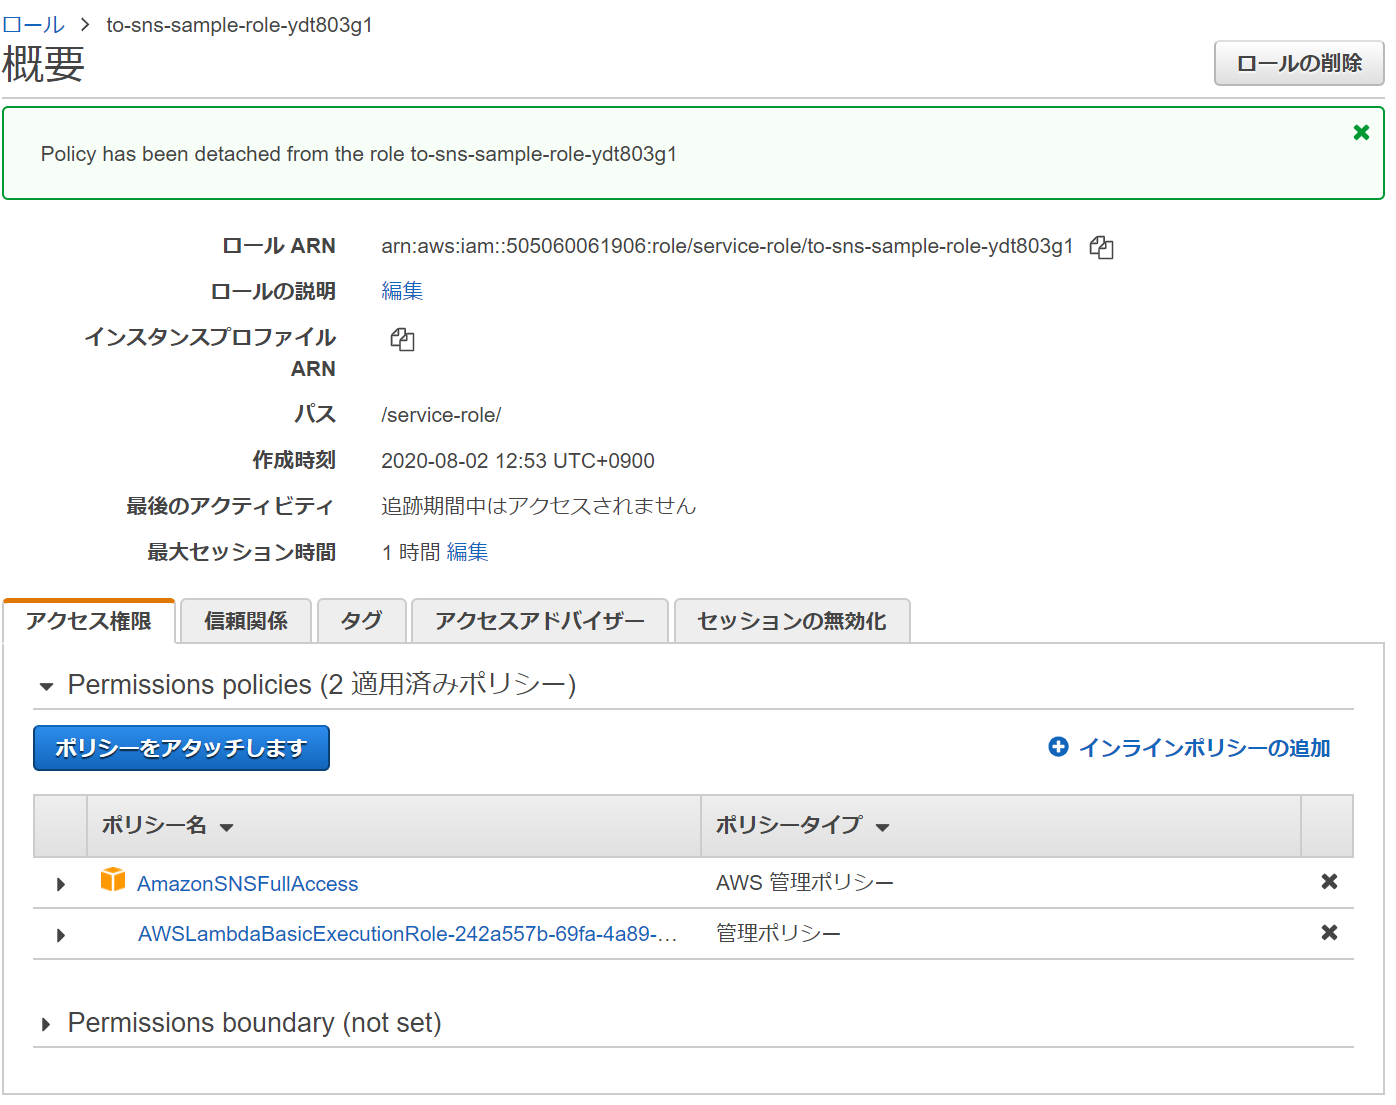 ロール > to-sns-sample-role-ydt803g1
概要
ロールの削除
Policy has been detached from the role to-sns-sample-role-ydt803g1
ロール ARN arn:aws:iam::505060061906:role/service-role/to-sns-sample-role-ydt803g1
ロールの説明 編集
インスタンスプロファイル
ARN
パス /service-role/
作成時刻 2020-08-02 12:53 UTC+0900
最後のアクティビティ 追跡期間中はアクセスされません
最大セッション時間 1 時間 編集
アクセス権限 信頼関係 タグ アクセスアドバイザー セッションの無効化
Permissions policies (2 適用済みポリシー)
ポリシーをアタッチします インラインポリシーの追加
ポリシー名 ポリシータイプ
AmazonSNSFullAccess AWS 管理ポリシー
AWSLambdaBasicExecutionRole-242a557b-69fa-4a89-... 管理ポリシー
Permissions boundary (not set)